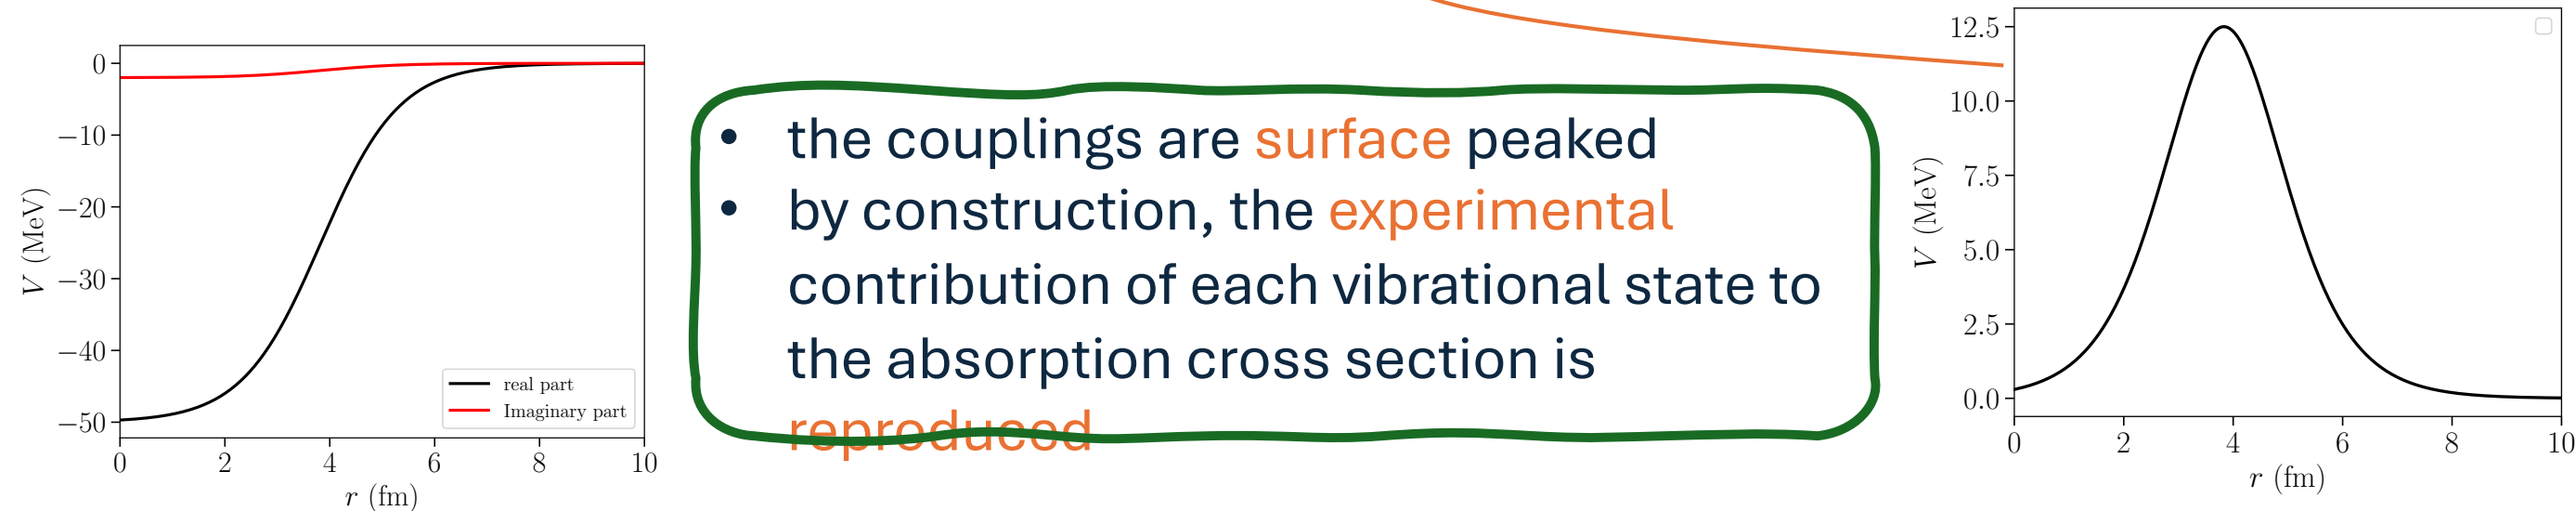 0
−10
−20
−30
−40
−50
V (MeV)
real part
Imaginary part
0 2 4 6 8 10
r (fm)
• the couplings are surface peaked
• by construction, the experimental
contribution of each vibrational state to
the absorption cross section is
reproduced
12.5
10.0
7.5
5.0
2.5
0.0
V (MeV)
0 2 4 6 8 10
r (fm)